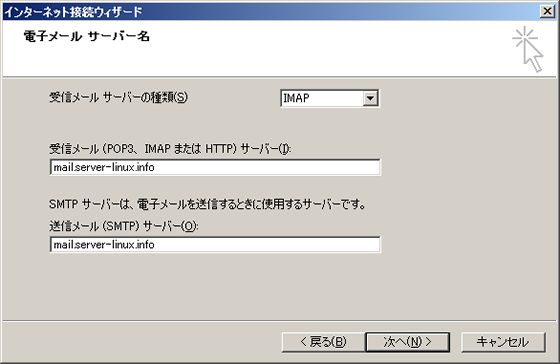 インターネット接続ウィザード
電子メール サーバー名
受信メール サーバーの種類(S)
IMAP
受信メール (POP3、IMAP または HTTP) サーバー(I):
mail.server-linux.info
SMTP サーバーは、電子メールを送信するときに使用するサーバーです。
送信メール (SMTP) サーバー(O):
mail.server-linux.info
< 戻る(B)
次へ(N) >
キャンセル